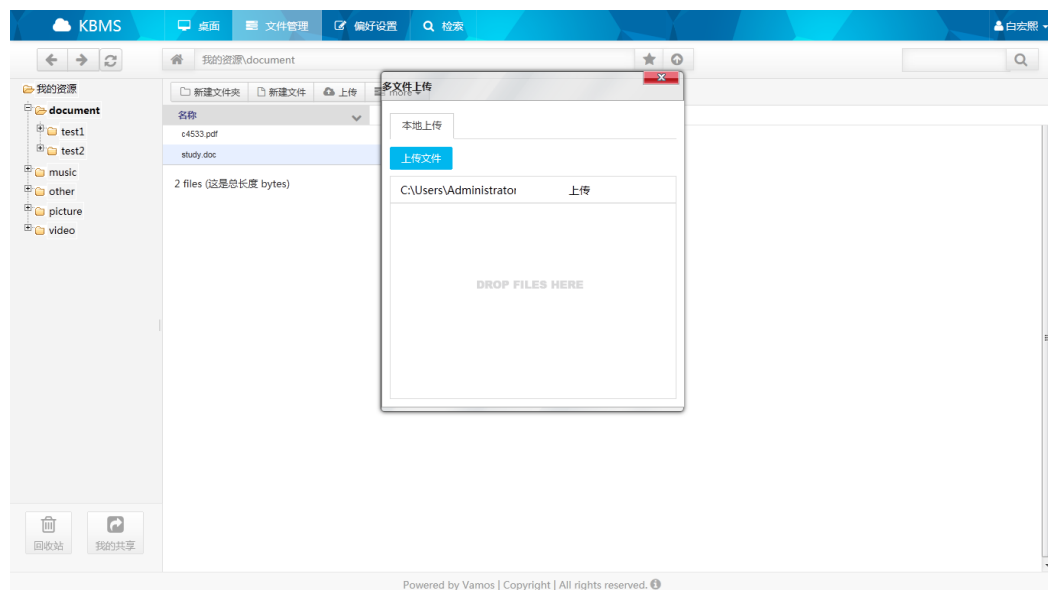 KBMS 桌面 文件管理 偏好设置 检索 白宏熙
我的资源\document
我的资源
document
test1
test2
music
other
picture
video
新建文件夹 新建文件 上传 more
名称
c4533.pdf
study.doc
2 files (这是总长度 bytes)
多文件上传
本地上传
上传文件
C:\Users\Administrator 上传
DROP FILES HERE
回收站 我的共享
Powered by Vamos | Copyright | All rights reserved.